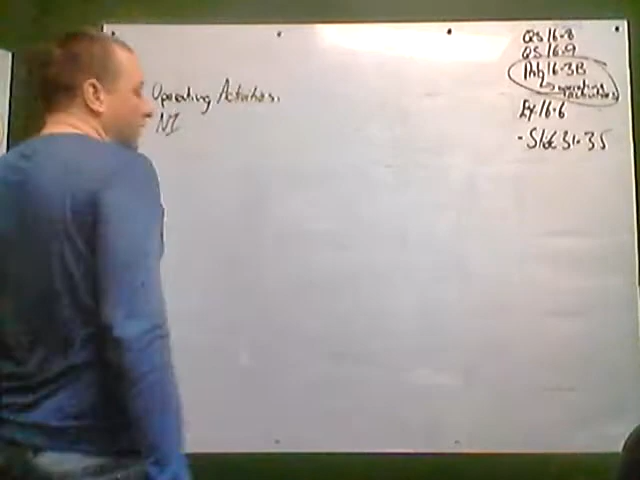 Operating Activities.
NI
QS 16-8
QS 16-9
16-3B
↳ operating activities
Ex 16-6
- Slide 31-35